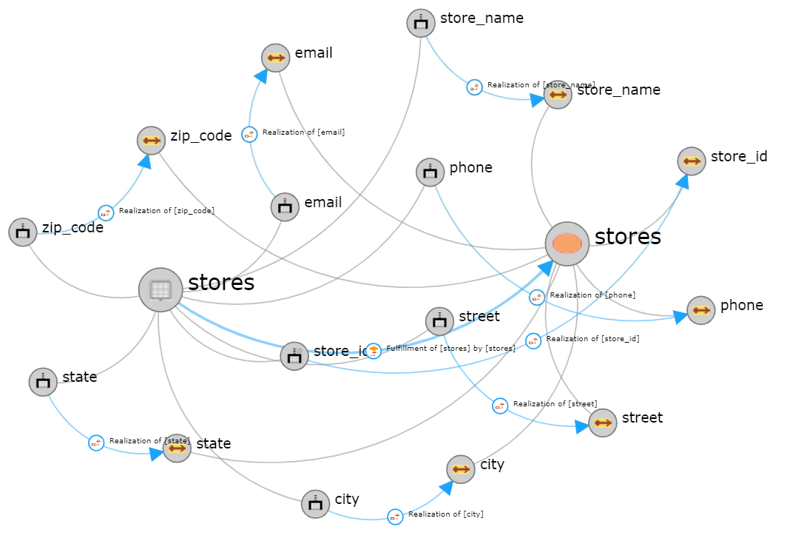 store_name
email
Realization of [store_name]
store_name
Realization of [email]
zip_code
store_id
phone
email
Realization of [zip_code]
zip_code
stores
stores
Realization of [phone]
phone
street
store_id
Fulfillment of [stores] by [stores]
Realization of [store_id]
state
Realization of [street]
street
Realization of [state]
state
city
city
Realization of [city]